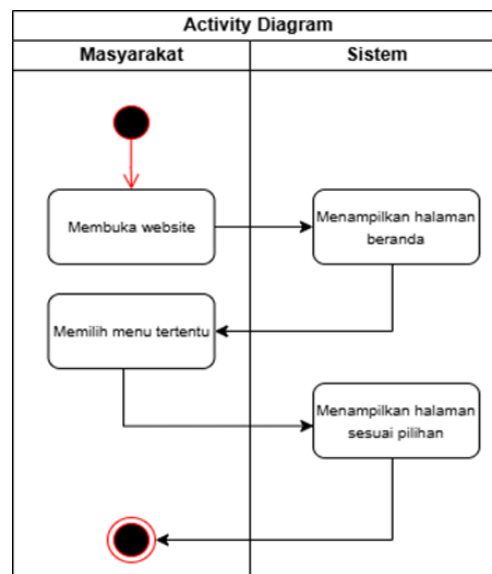 Activity Diagram
Masyarakat
Sistem
Membuka website
Menampilkan halaman
beranda
Memilih menu tertentu
Menampilkan halaman
sesuai pilihan